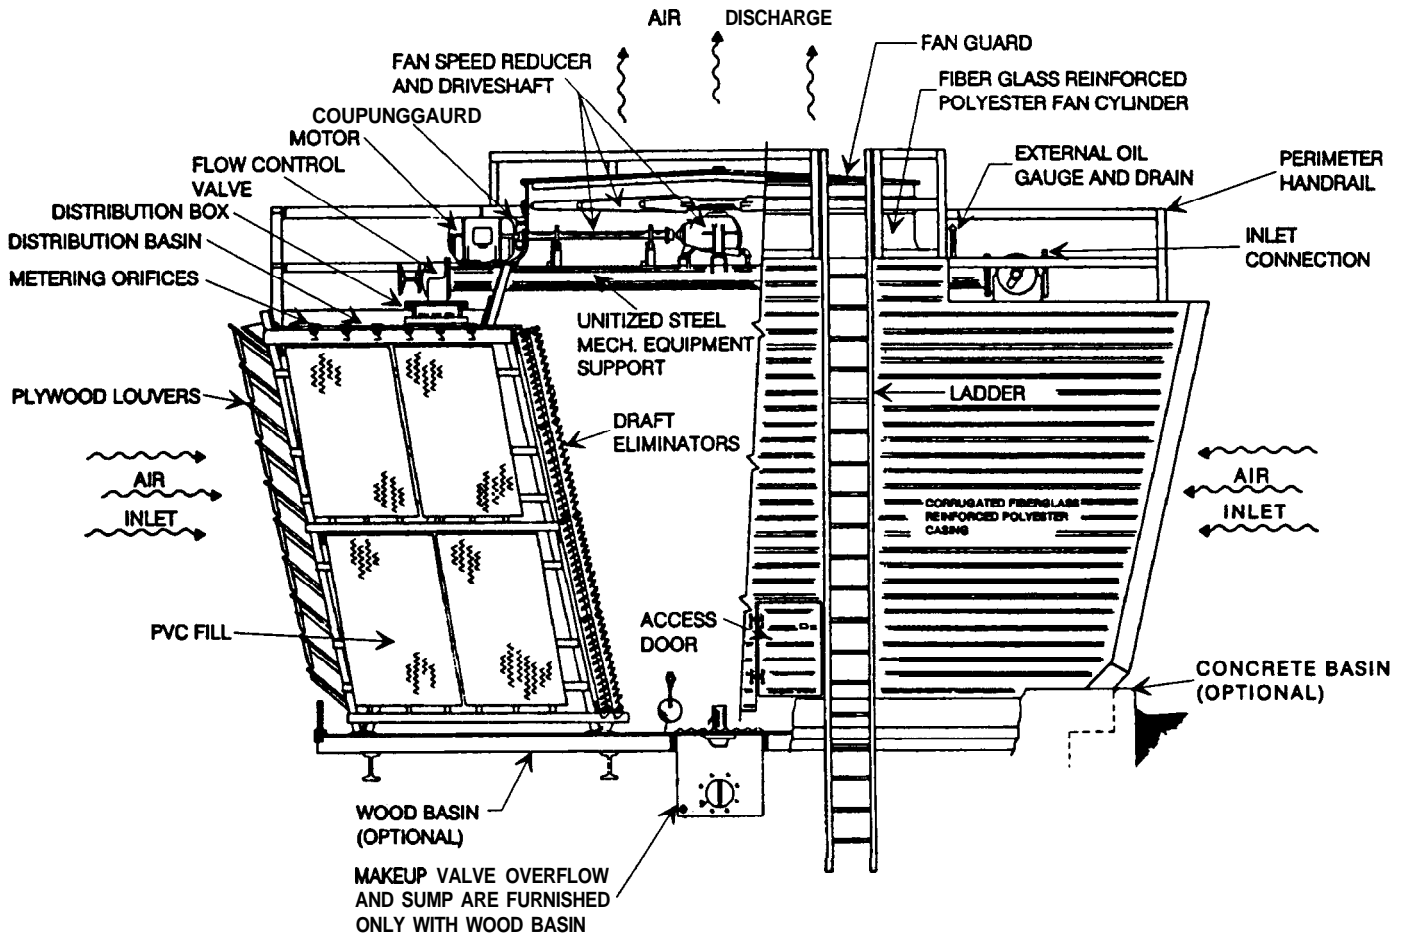 AIR DISCHARGE
FAN GUARD
FAN SPEED REDUCER
AND DRIVESHAFT
FIBER GLASS REINFORCED
POLYESTER FAN CYLINDER
COUPUNGGAURD
MOTOR
FLOW CONTROL
VALVE
DISTRIBUTION BOX
DISTRIBUTION BASIN
METERING ORIFICES
EXTERNAL OIL
GAUGE AND DRAIN
PERIMETER
HANDRAIL
INLET
CONNECTION
UNITIZED STEEL
MECH. EQUIPMENT
SUPPORT
PLYWOOD LOUVERS
LADDER
DRAFT
ELIMINATORS
AIR
INLET
AIR
INLET
CORRUGATED FIBERGLASS
REINFORCED POLYESTER
CASING
PVC FILL
ACCESS
DOOR
CONCRETE BASIN
(OPTIONAL)
WOOD BASIN
(OPTIONAL)
MAKEUP VALVE OVERFLOW
AND SUMP ARE FURNISHED
ONLY WITH WOOD BASIN